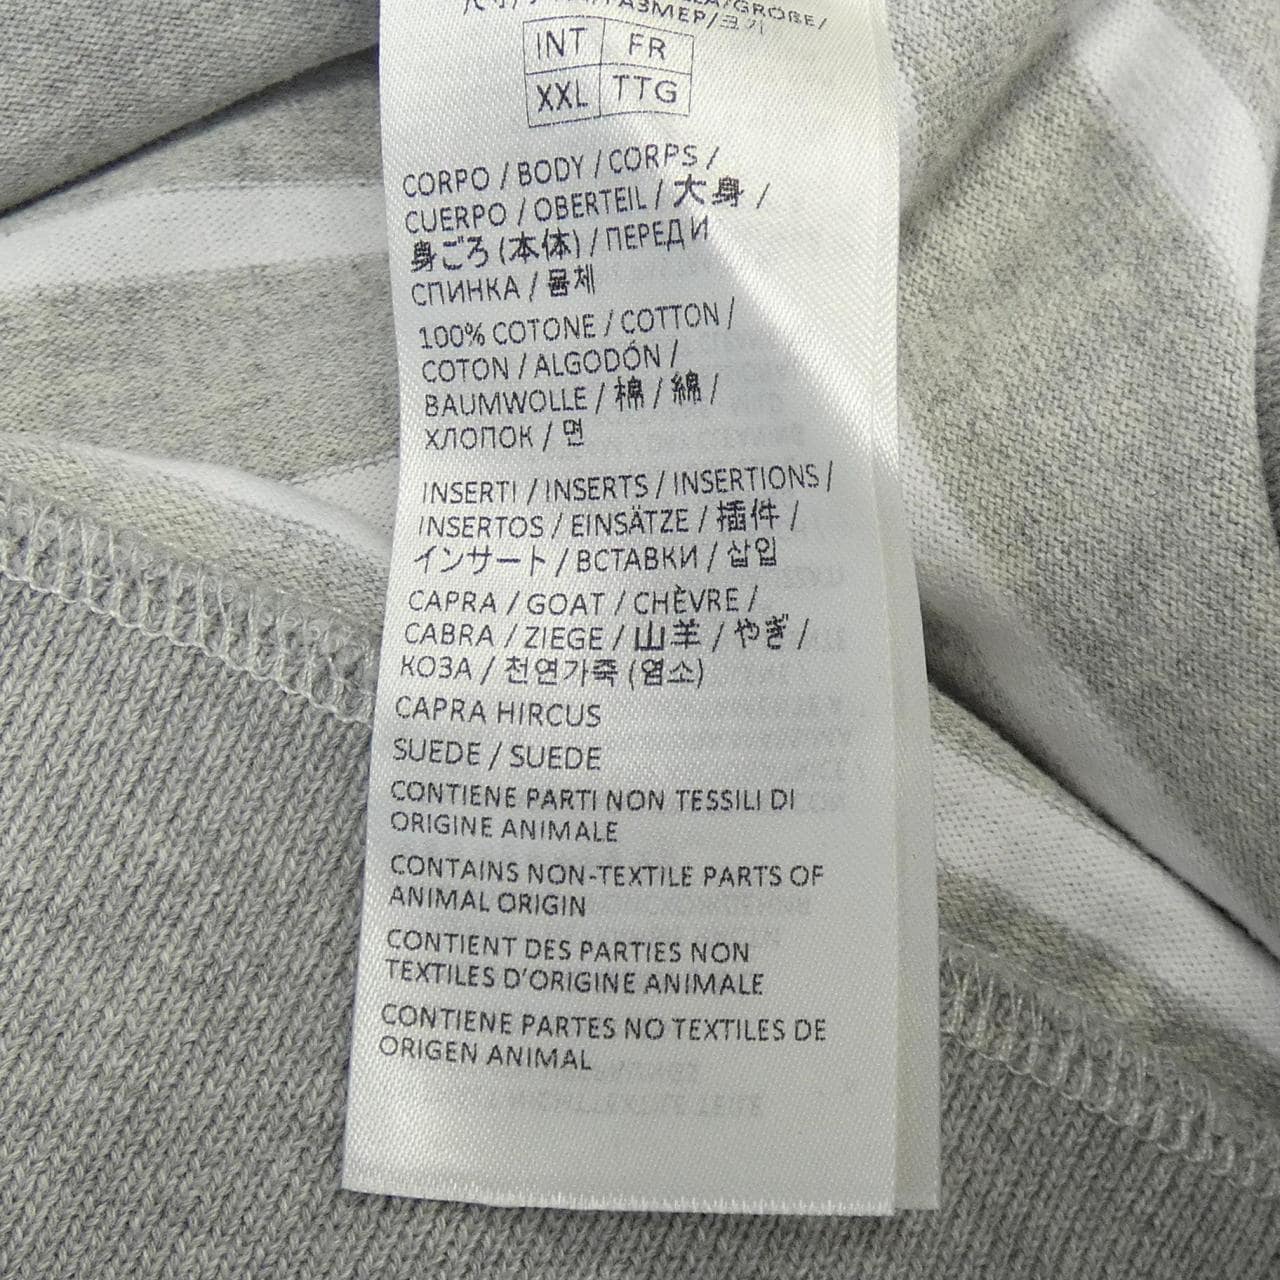 РАЗМЕР/크기
INT FR
XXL TTG
CORPO / BODY / CORPS /
CUERPO / OBERTEIL / 大身 /
身ごろ (本体) / ПЕРЕД И
СПИНКА / 몸체
100% COTONE / COTTON /
COTON / ALGODÓN /
BAUMWOLLE / 棉 / 綿 /
ХЛОПОК / 면
INSERTI / INSERTS / INSERTIONS /
INSERTOS / EINSÄTZE / 插件 /
インサート / ВСТАВКИ / 삽입
CAPRA / GOAT / CHÈVRE /
CABRA / ZIEGE / 山羊 / やぎ /
КОЗА / 천연가죽 (염소)
CAPRA HIRCUS
SUEDE / SUEDE
CONTIENE PARTI NON TESSILI DI
ORIGINE ANIMALE
CONTAINS NON-TEXTILE PARTS OF
ANIMAL ORIGIN
CONTIENT DES PARTIES NON
TEXTILES D'ORIGINE ANIMALE
CONTIENE PARTES NO TEXTILES DE
ORIGEN ANIMAL